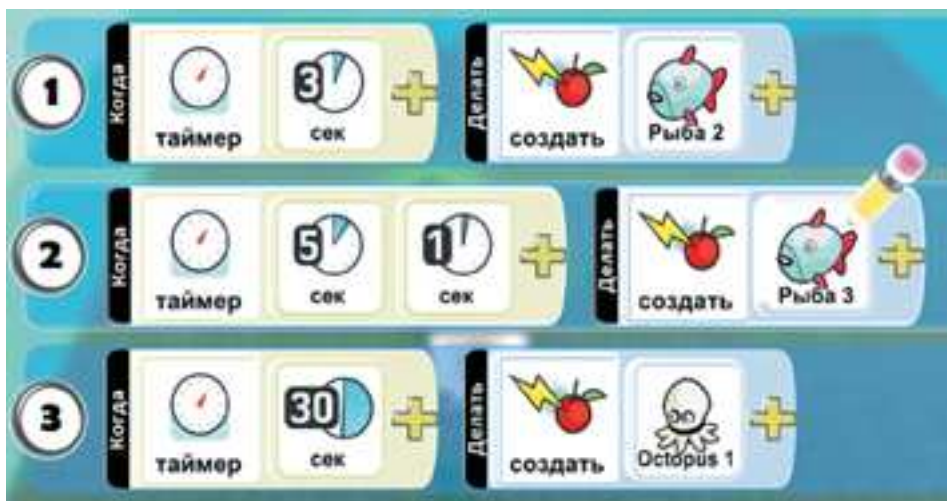 1
Когда
3
таймер
сек
Делать
создать
Рыба 2
2
Когда
5
1
таймер
сек
сек
Делать
создать
Рыба 3
3
Когда
30
таймер
сек
Делать
создать
Octopus 1